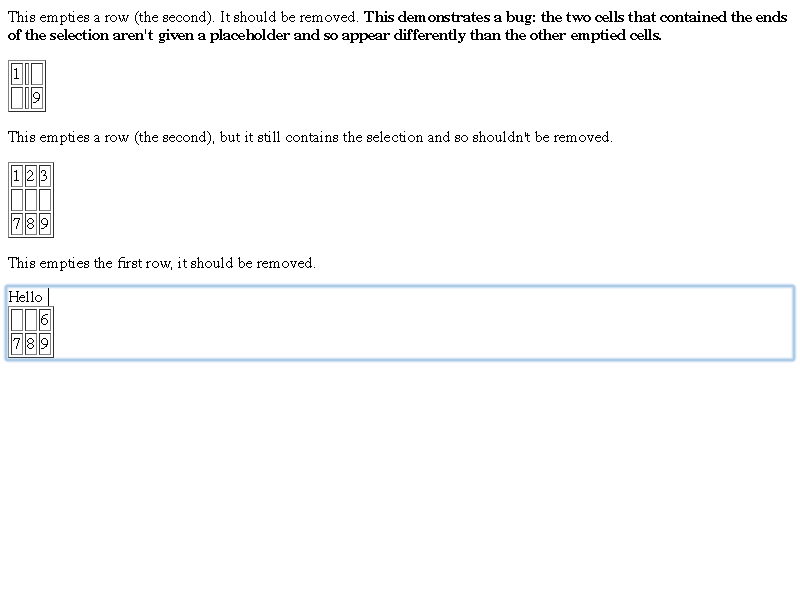 This empties a row (the second). It should be removed. This demonstrates a bug: the two cells that contained the ends
of the selection aren't given a placeholder and so appear differently than the other emptied cells.
1
9
This empties a row (the second), but it still contains the selection and so shouldn't be removed.
1 2 3
7 8 9
This empties the first row, it should be removed.
Hello
6
7 8 9